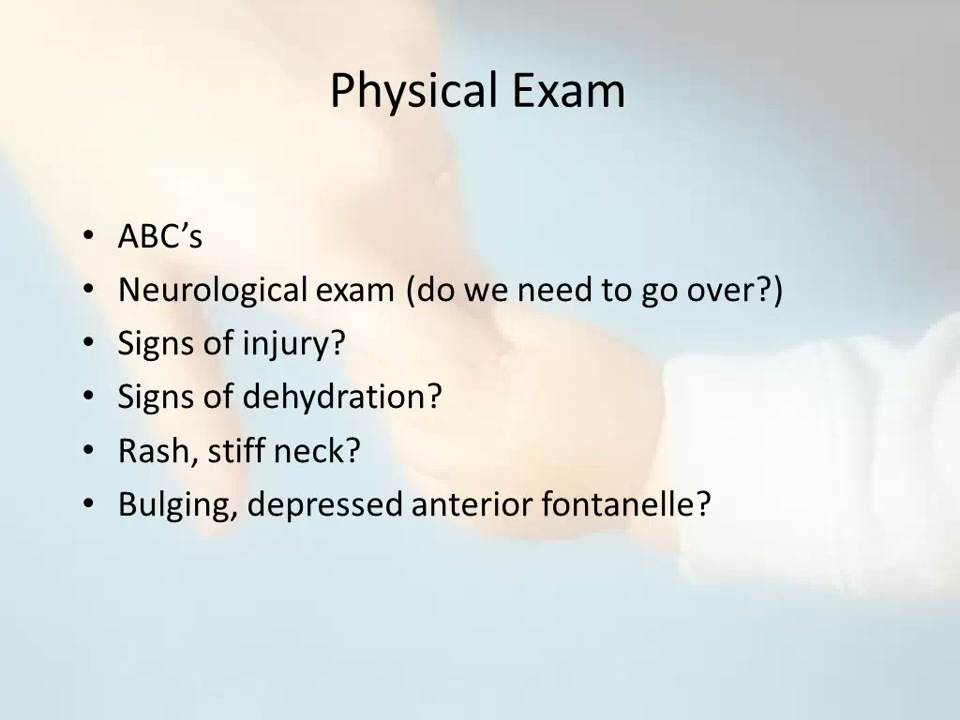 Physical Exam
• ABC’s
• Neurological exam (do we need to go over?)
• Signs of injury?
• Signs of dehydration?
• Rash, stiff neck?
• Bulging, depressed anterior fontanelle?